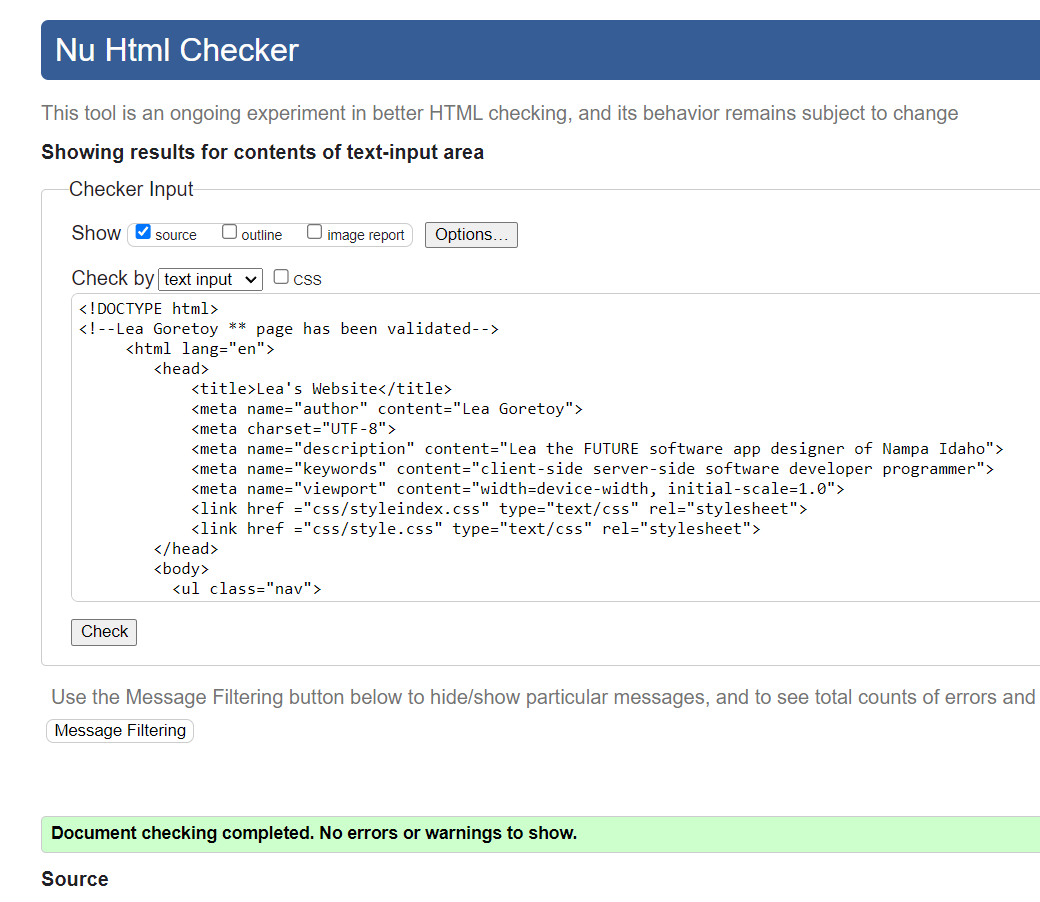 Nu Html Checker
This tool is an ongoing experiment in better HTML checking, and its behavior remains subject to change
Showing results for contents of text-input area
Checker Input
Show source outline image report Options...
Check by text input CSS
<!DOCTYPE html>
<!--Lea Goretoy ** page has been validated-->
<html lang="en">
<head>
<title>Lea's Website</title>
<meta name="author" content="Lea Goretoy">
<meta charset="UTF-8">
<meta name="description" content="Lea the FUTURE software app designer of Nampa Idaho">
<meta name="keywords" content="client-side server-side software developer programmer">
<meta name="viewport" content="width=device-width, initial-scale=1.0">
<link href ="css/styleindex.css" type="text/css" rel="stylesheet">
<link href ="css/style.css" type="text/css" rel="stylesheet">
</head>
<body>
<ul class="nav">
Check
Use the Message Filtering button below to hide/show particular messages, and to see total counts of errors and
Message Filtering
Document checking completed. No errors or warnings to show.
Source